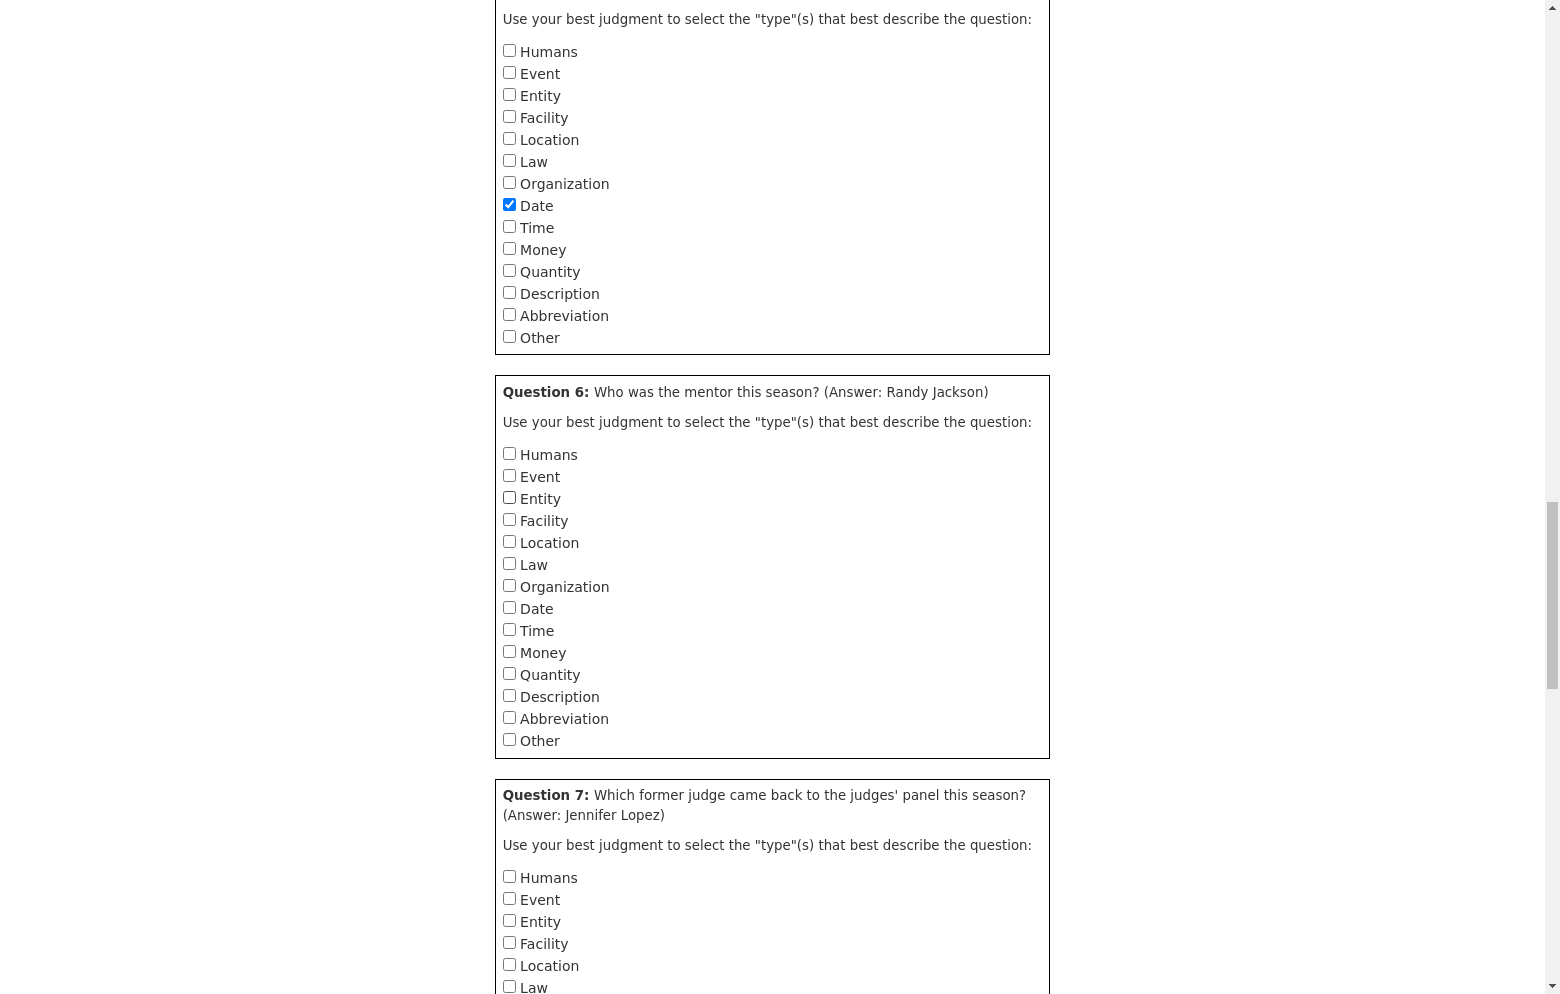 Use your best judgment to select the "type"(s) that best describe the question:
Humans
Event
Entity
Facility
Location
Law
Organization
Date
Time
Money
Quantity
Description
Abbreviation
Other
Question 6: Who was the mentor this season? (Answer: Randy Jackson)
Use your best judgment to select the "type"(s) that best describe the question:
Humans
Event
Entity
Facility
Location
Law
Organization
Date
Time
Money
Quantity
Description
Abbreviation
Other
Question 7: Which former judge came back to the judges' panel this season?
(Answer: Jennifer Lopez)
Use your best judgment to select the "type"(s) that best describe the question:
Humans
Event
Entity
Facility
Location
Law